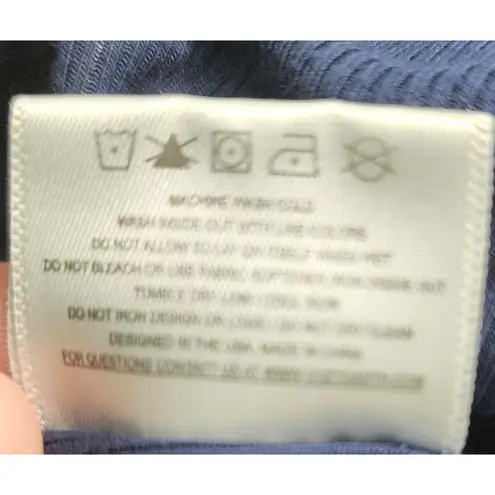 MACHINE WASH COLD
WASH INSIDE OUT WITH LIKE COLORS
DO NOT ALLOW TO LAY ON ITSELF WHEN WET
DO NOT BLEACH OR USE FABRIC SOFTENER.
TUMBLE DRY LOW. COOL IRON
DO NOT IRON DESIGN OR LOGO. DO NOT DRY CLEAN
DESIGNED IN THE USA. MADE IN CHINA
FOR QUESTIONS CONTACT US AT